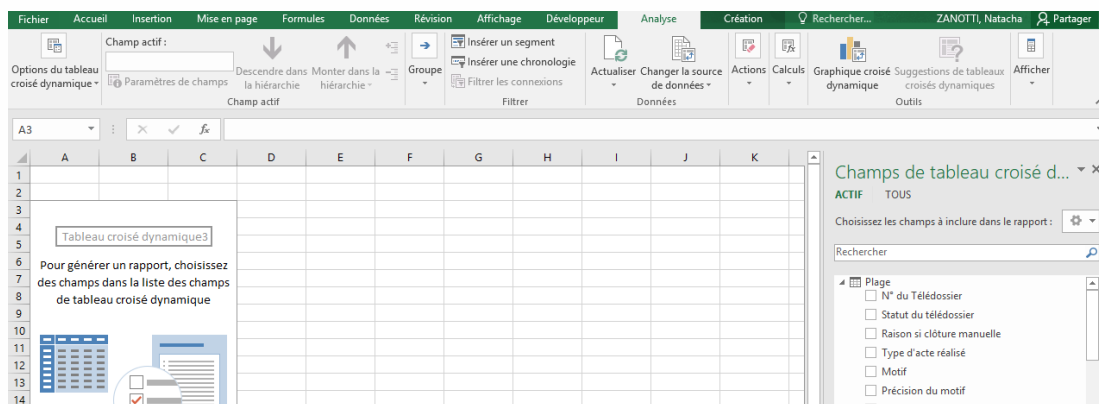 Fichier Accueil Insertion Mise en page Formules Données Révision Affichage Développeur Analyse Création Rechercher... ZANOTTI, Natacha Partager
Options du tableau croisé dynamique
Champ actif :
Paramètres de champs
Descendre dans la hiérarchie
Monter dans la hiérarchie
Champ actif
Groupe
Insérer un segment
Insérer une chronologie
Filtrer les connexions
Filtrer
Actualiser
Changer la source de données
Données
Actions
Calculs
Graphique croisé dynamique
Suggestions de tableaux croisés dynamiques
Outils
Afficher
A3
fx
A B C D E F G H I J K
1
2
3
4
5
6
7
8
9
10
11
12
13
14
Tableau croisé dynamique3
Pour générer un rapport, choisissez
des champs dans la liste des champs
de tableau croisé dynamique
Champs de tableau croisé d...
ACTIF TOUS
Choisissez les champs à inclure dans le rapport :
Rechercher
Plage
N° du Télédossier
Statut du télédossier
Raison si clôture manuelle
Type d'acte réalisé
Motif
Précision du motif